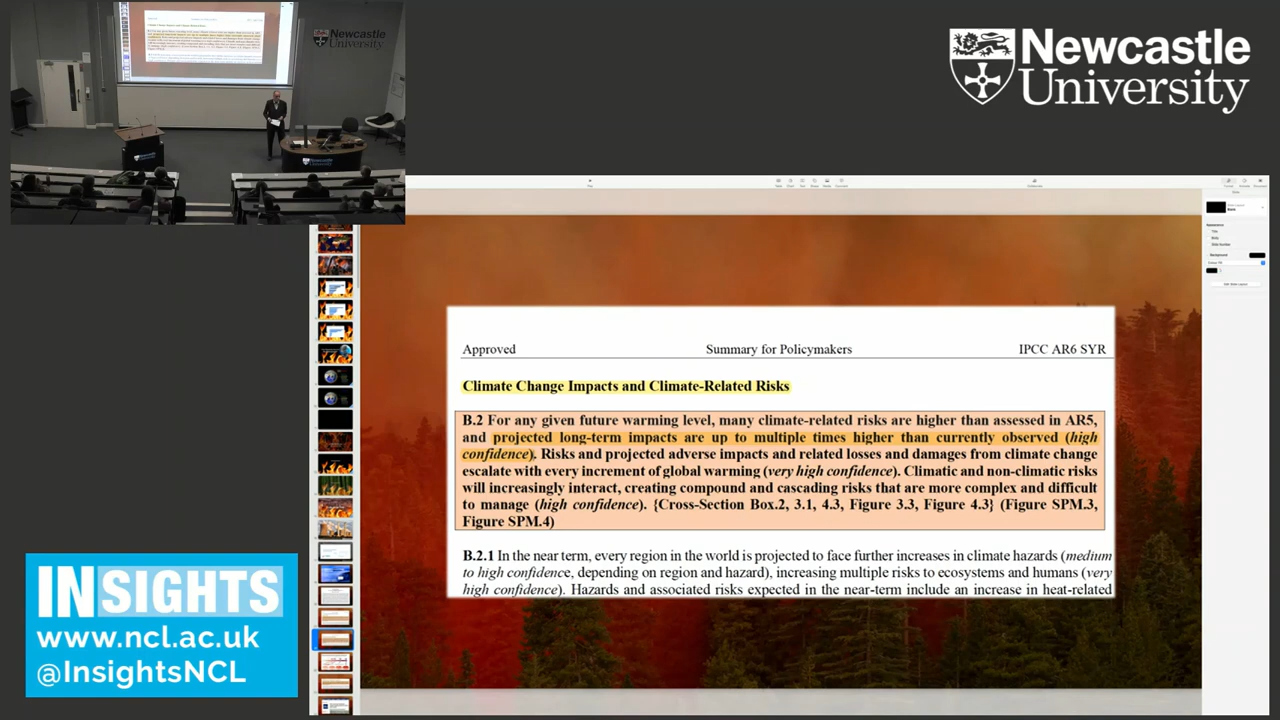 Newcastle
University
Newcastle
University
Newcastle
University
Approved Summary for Policymakers IPCC AR6 SYR
Climate Change Impacts and Climate-Related Risks
B.2 For any given future warming level, many climate-related risks are higher than assessed in AR5,
and projected long-term impacts are up to multiple times higher than currently observed (high
confidence). Risks and projected adverse impacts and related losses and damages from climate change
escalate with every increment of global warming (very high confidence). Climatic and non-climatic risks
will increasingly interact, creating compound and cascading risks that are more complex and difficult
to manage (high confidence). {Cross-Section Box.2, 3.1, 4.3, Figure 3.3, Figure 4.3} (Figure SPM.3,
Figure SPM.4)
B.2.1 In the near term, every region in the world is projected to face further increases in climate hazards (medium
to high confidence, depending on region and hazard), increasing multiple risks to ecosystems and humans (very
high confidence). Hazards and associated risks expected in the near-term include an increase in heat-related
INSIGHTS
www.ncl.ac.uk
@InsightsNCL